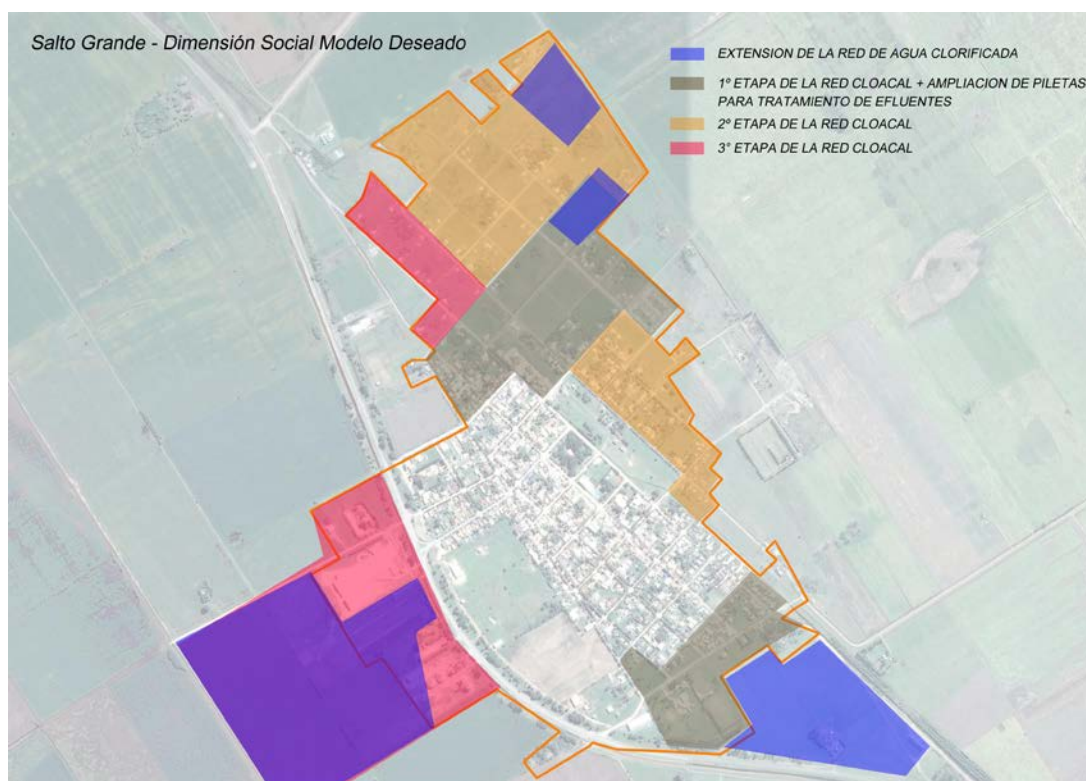 Salto Grande - Dimensión Social Modelo Deseado
EXTENSION DE LA RED DE AGUA CLORIFICADA
1º ETAPA DE LA RED CLOACAL + AMPLIACION DE PILETAS
PARA TRATAMIENTO DE EFLUENTES
2º ETAPA DE LA RED CLOACAL
3° ETAPA DE LA RED CLOACAL